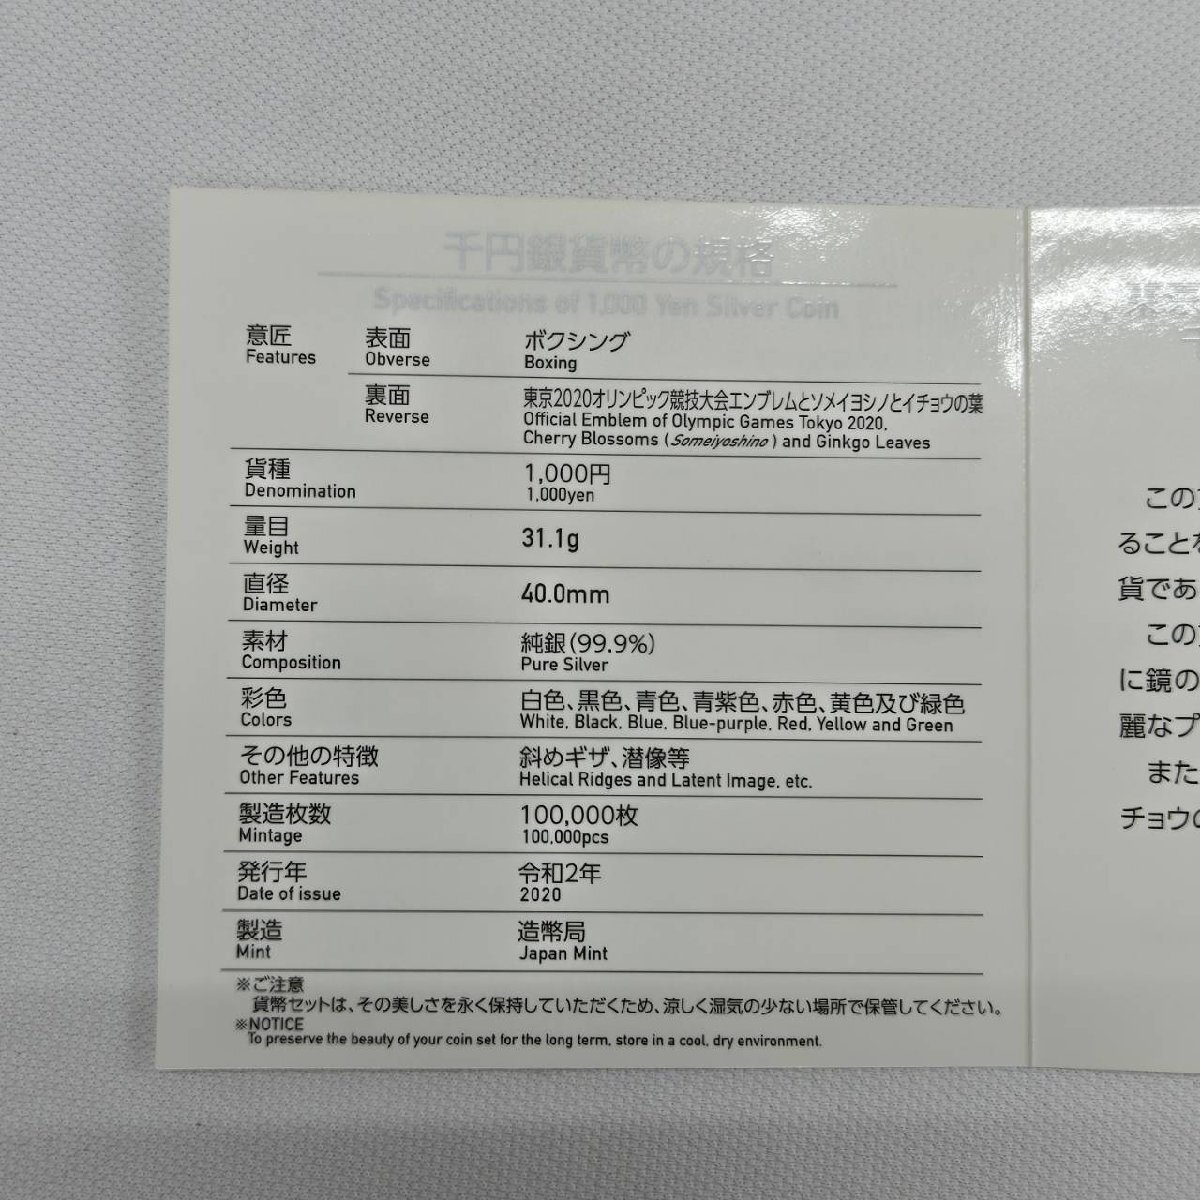 千円銀貨幣の規格
Specifications of 1,000 Yen Silver Coin
意匠 表面 ボクシング
Features Obverse Boxing
裏面 東京2020オリンピック競技大会エンブレムとソメイヨシノとイチョウの葉
Reverse Official Emblem of Olympic Games Tokyo 2020,
Cherry Blossoms (Someiyoshino) and Ginkgo Leaves
貨種 1,000円
Denomination 1,000yen
量目 31.1g
Weight
直径 40.0mm
Diameter
素材 純銀(99.9%)
Composition Pure Silver
彩色 白色、黒色、青色、青紫色、赤色、黄色及び緑色
Colors White, Black, Blue, Blue-purple, Red, Yellow and Green
その他の特徴 斜めギザ、潜像等
Other Features Helical Ridges and Latent Image, etc.
製造枚数 100,000枚
Mintage 100,000pcs
発行年 令和2年
Date of issue 2020
製造 造幣局
Mint Japan Mint
※ご注意
貨幣セットは、その美しさを永く保持していただくため、涼しく湿気の少ない場所で保管してください。
※NOTICE
To preserve the beauty of your coin set for the long term, store in a cool, dry environment.
この
ることを
貨であ
この
に鏡の
麗なプ
また
チョウの